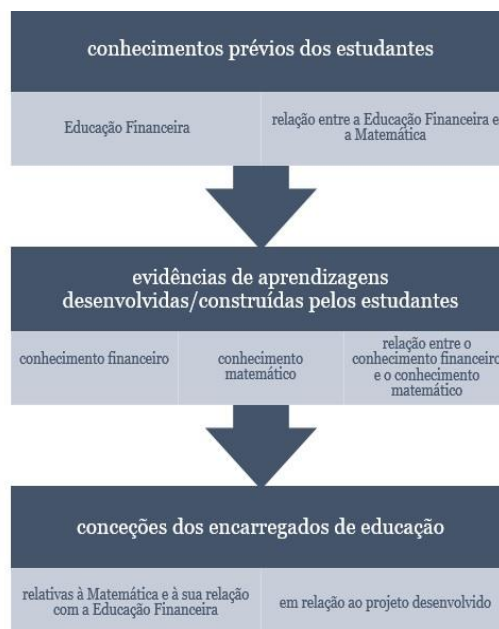 conhecimentos prévios dos estudantes
Educação Financeira
relação entre a Educação Financeira e
a Matemática
evidências de aprendizagens
desenvolvidas/construídas pelos estudantes
conhecimento financeiro
conhecimento
matemático
relação entre o
conhecimento financeiro
e o conhecimento
matemático
conceções dos encarregados de educação
relativas à Matemática e à sua relação
com a Educação Financeira
em relação ao projeto desenvolvido